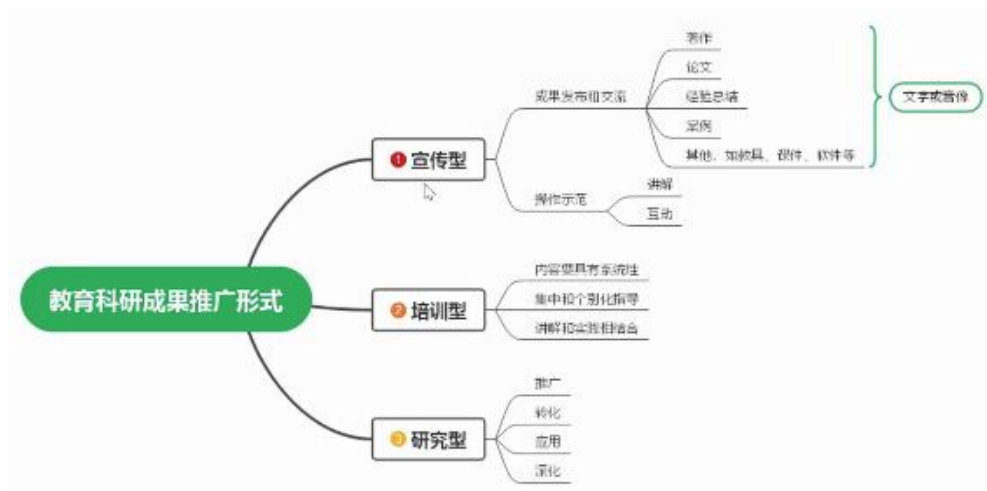 教育科研成果推广形式
1 宣传型
成果发布和交流
著作
论文
经验总结
案例
其他，如教具、课件、软件等
文字或音像
操作示范
讲解
互动
2 培训型
内容要具有系统性
集中和个别化指导
讲解和实践相结合
3 研究型
推广
转化
应用
深化